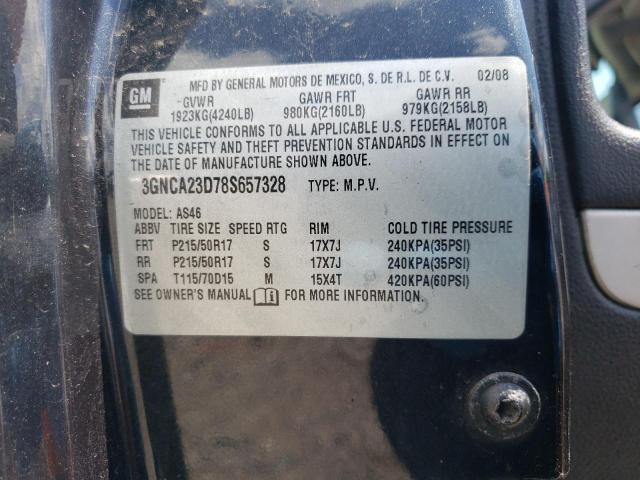 GM
MFD BY GENERAL MOTORS DE MEXICO, S. DE R.L. DE C.V. 02/08
GVWR GAWR FRT GAWR RR
1923KG(4240LB) 980KG(2160LB) 979KG(2158LB)
THIS VEHICLE CONFORMS TO ALL APPLICABLE U.S. FEDERAL MOTOR
VEHICLE SAFETY AND THEFT PREVENTION STANDARDS IN EFFECT ON
THE DATE OF MANUFACTURE SHOWN ABOVE.
3GNCA23D78S657328 TYPE: M.P.V.
MODEL: AS46
ABBV TIRE SIZE SPEED RTG RIM COLD TIRE PRESSURE
FRT P215/50R17 S 17X7J 240KPA(35PSI)
RR P215/50R17 S 17X7J 240KPA(35PSI)
SPA T115/70D15 M 15X4T 420KPA(60PSI)
SEE OWNER'S MANUAL FOR MORE INFORMATION.